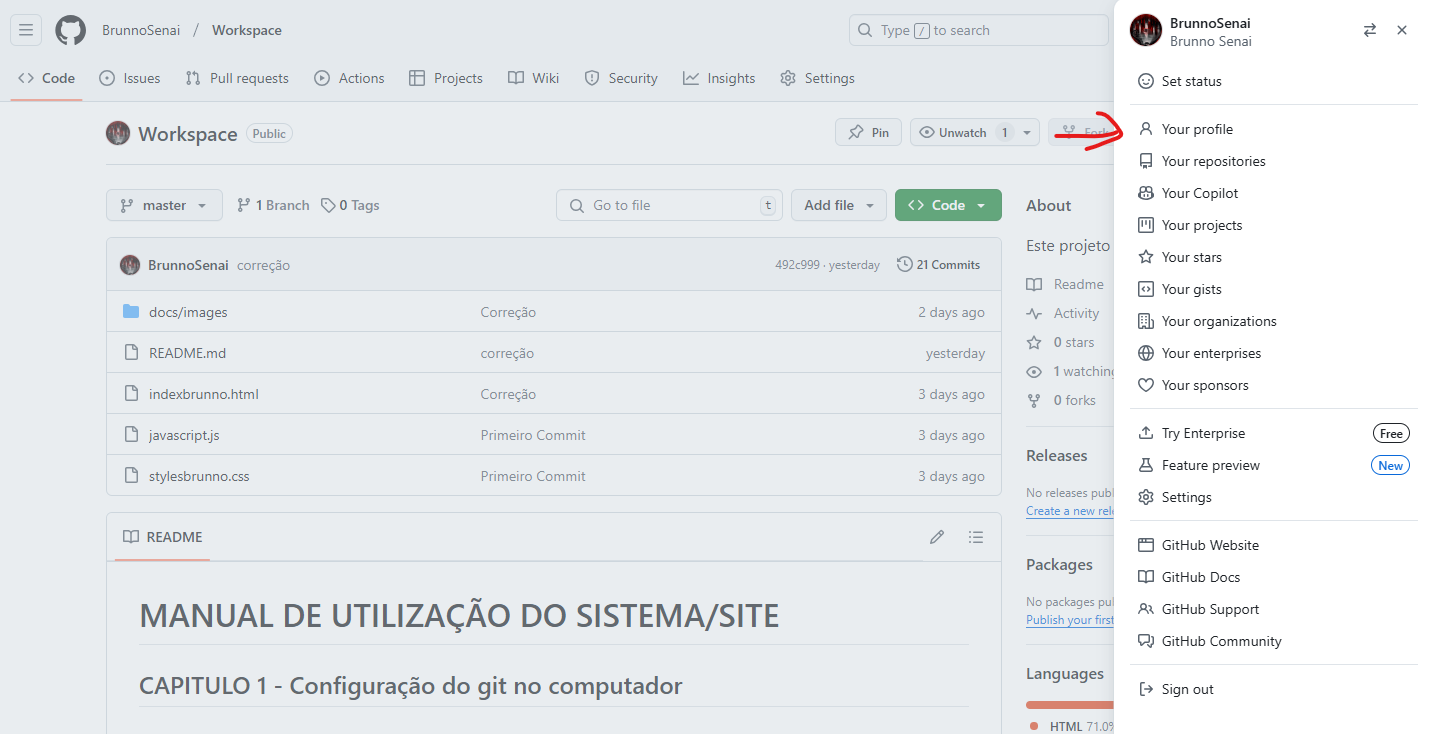 BrunnoSenai / Workspace
Type / to search
Code Issues Pull requests Actions Projects Wiki Security Insights Settings
Workspace Public
Pin Unwatch 1 Fork
master 1 Branch 0 Tags
Go to file t Add file Code
BrunnoSenai correção 492c999 · yesterday 21 Commits
docs/images Correção 2 days ago
README.md correção yesterday
indexbrunno.html Correção 3 days ago
javascript.js Primeiro Commit 3 days ago
stylesbrunno.css Primeiro Commit 3 days ago
README
MANUAL DE UTILIZAÇÃO DO SISTEMA/SITE
CAPITULO 1 - Configuração do git no computador
About
Este projeto
Readme
Activity
0 stars
1 watching
0 forks
Releases
No releases publ
Create a new rel
Packages
No packages pu
Publish your first
Languages
HTML 71.0%
BrunnoSenai
Brunno Senai
Set status
Your profile
Your repositories
Your Copilot
Your projects
Your stars
Your gists
Your organizations
Your enterprises
Your sponsors
Try Enterprise Free
Feature preview New
Settings
GitHub Website
GitHub Docs
GitHub Support
GitHub Community
Sign out